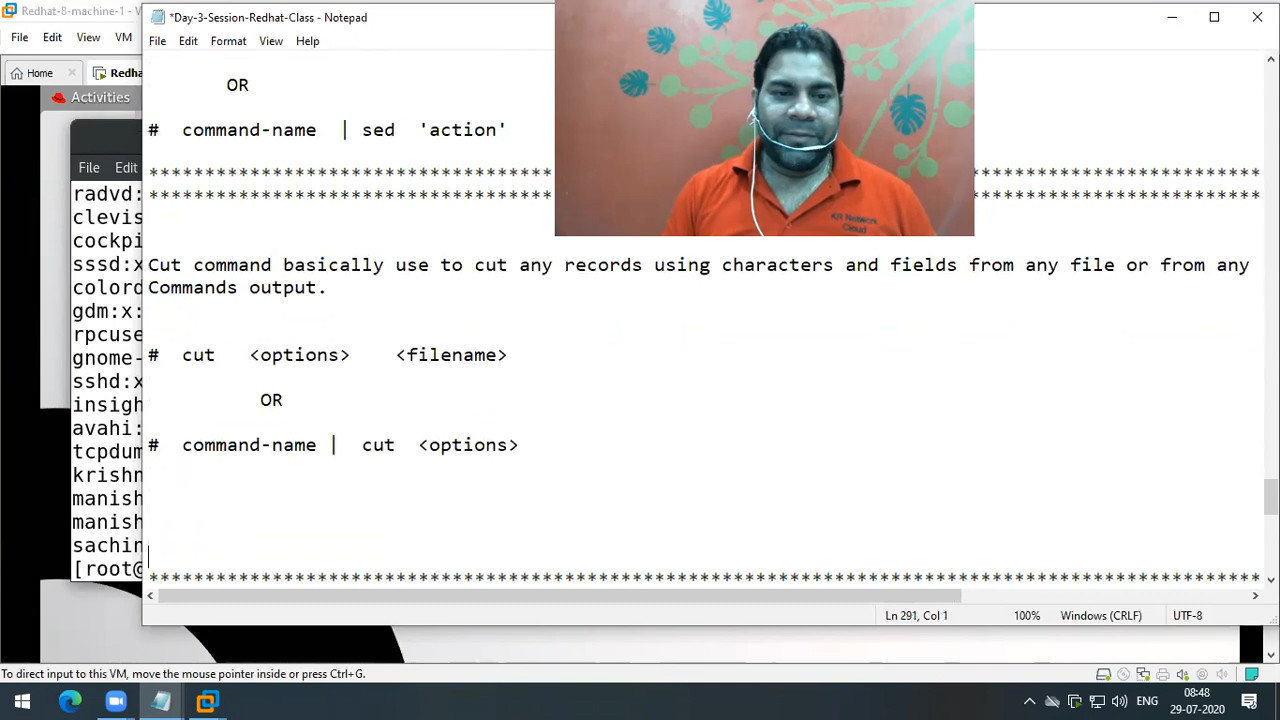 Redhat-8-machine-1 - W
*Day-3-Session-Redhat-Class - Notepad
File Edit View VM
File Edit Format View Help
Home
Redha
Activities
File Edit
radvd:
clevis
cockpi
sssd:x
colord
gdm:x:
rpcuse
gnome-
sshd:x
insigh
avahi:
tcpdum
krishn
manish
manish
sachin
[root@
OR
# command-name | sed 'action'
Cut command basically use to cut any records using characters and fields from any file or from any
Commands output.
# cut <options> <filename>
OR
# command-name | cut <options>
Ln 291, Col 1 100% Windows (CRLF) UTF-8
To direct input to this VM, move the mouse pointer inside or press Ctrl+G.
ENG
08:48
29-07-2020